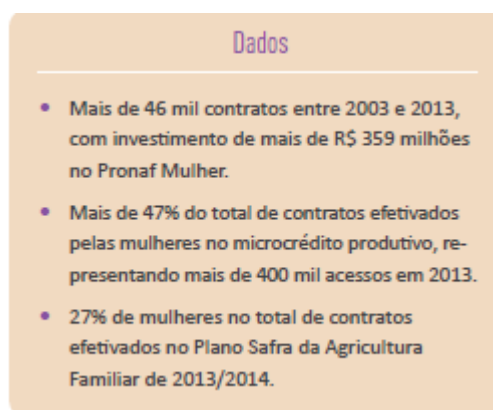 Dados
• Mais de 46 mil contratos entre 2003 e 2013,
com investimento de mais de R$ 359 milhões
no Pronaf Mulher.
• Mais de 47% do total de contratos efetivados
pelas mulheres no microcrédito produtivo, re-
presentando mais de 400 mil acessos em 2013.
• 27% de mulheres no total de contratos
efetivados no Plano Safra da Agricultura
Familiar de 2013/2014.